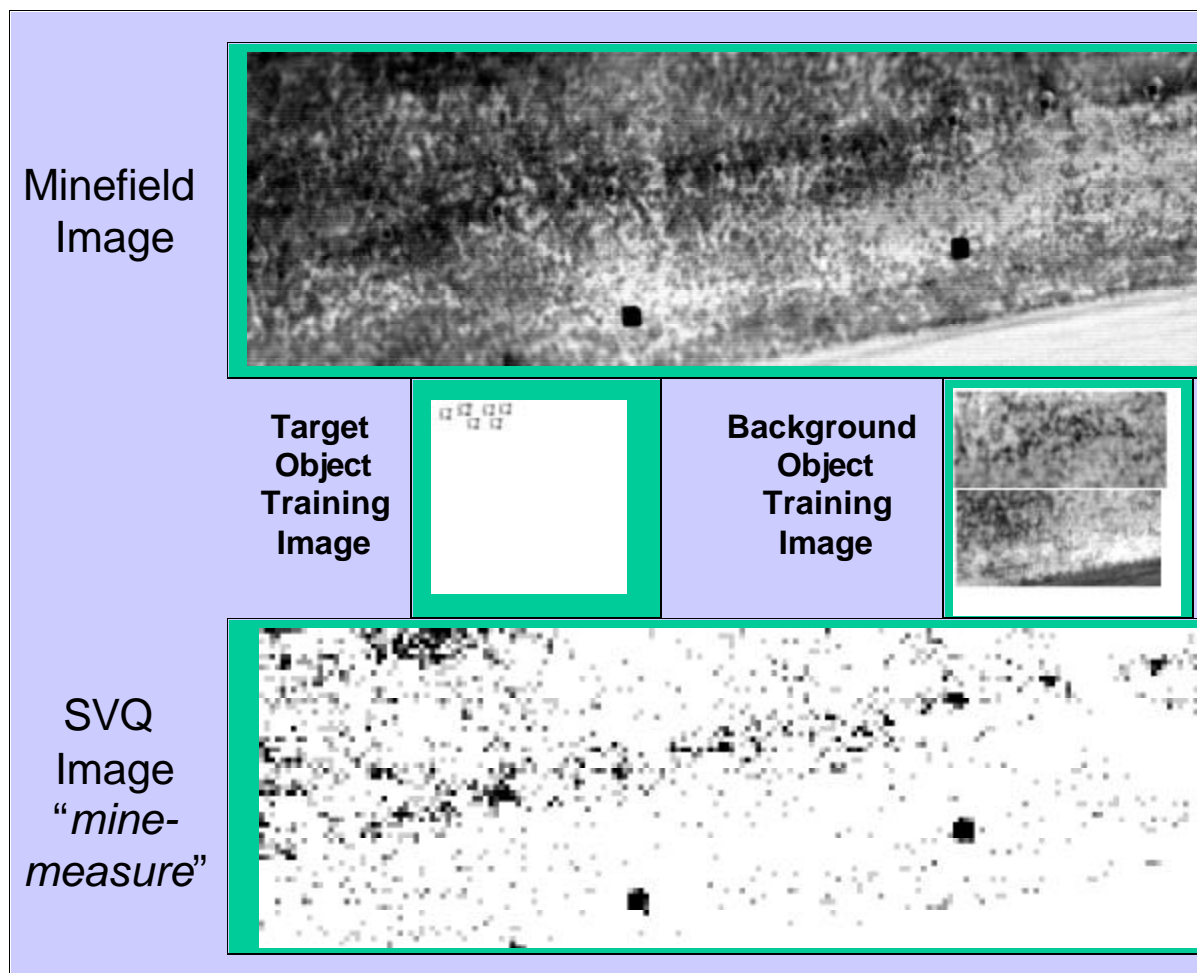 Minefield
Image
Target
Object
Training
Image
Background
Object
Training
Image
SVQ
Image
“mine-
measure”